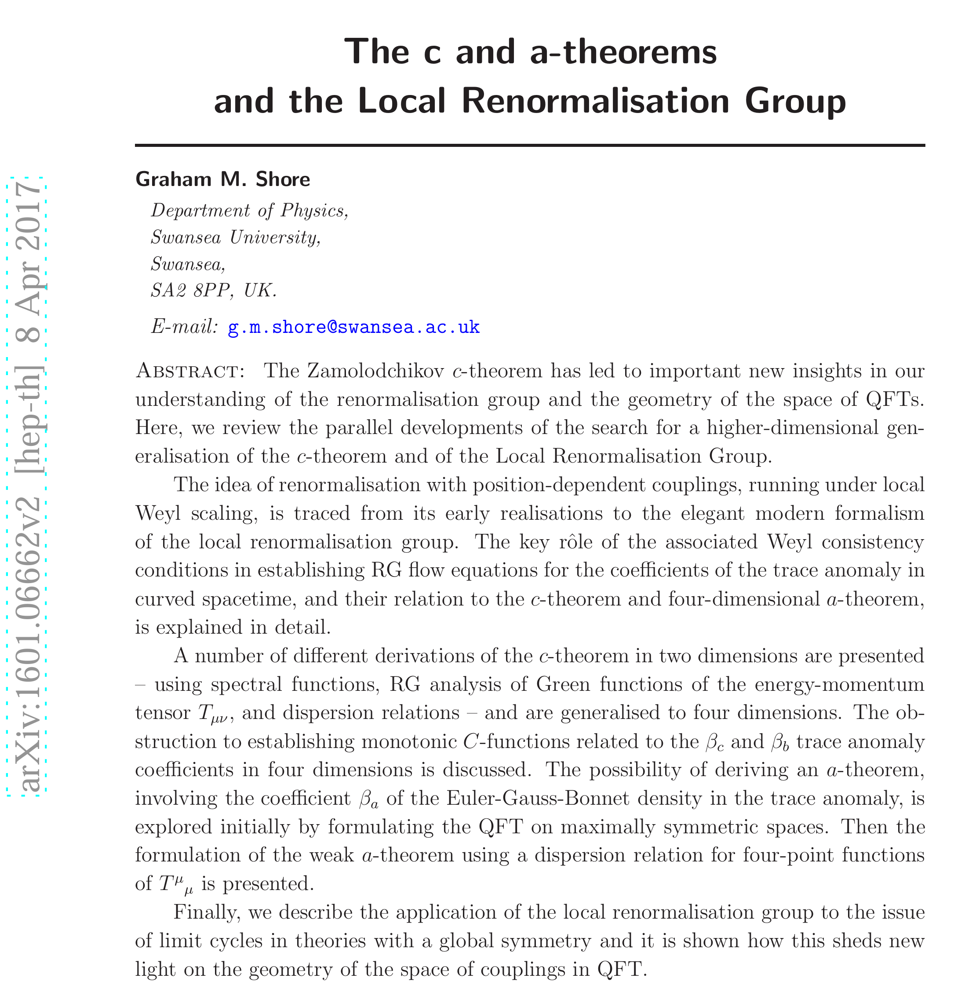 The c and a-theorems
and the Local Renormalisation Group
Graham M. Shore
Department of Physics,
Swansea University,
Swansea,
SA2 8PP, UK.
E-mail: g.m.shore@swansea.ac.uk
ABSTRACT: The Zamolodchikov c-theorem has led to important new insights in our
understanding of the renormalisation group and the geometry of the space of QFTs.
Here, we review the parallel developments of the search for a higher-dimensional gen-
eralisation of the c-theorem and of the Local Renormalisation Group.
The idea of renormalisation with position-dependent couplings, running under local
Weyl scaling, is traced from its early realisations to the elegant modern formalism
of the local renormalisation group. The key rôle of the associated Weyl consistency
conditions in establishing RG flow equations for the coefficients of the trace anomaly in
curved spacetime, and their relation to the c-theorem and four-dimensional a-theorem,
is explained in detail.
A number of different derivations of the c-theorem in two dimensions are presented
– using spectral functions, RG analysis of Green functions of the energy-momentum
tensor $T_{\mu\nu}$, and dispersion relations – and are generalised to four dimensions. The ob-
struction to establishing monotonic C-functions related to the $\beta_c$ and $\beta_b$ trace anomaly
coefficients in four dimensions is discussed. The possibility of deriving an a-theorem,
involving the coefficient $\beta_a$ of the Euler-Gauss-Bonnet density in the trace anomaly, is
explored initially by formulating the QFT on maximally symmetric spaces. Then the
formulation of the weak a-theorem using a dispersion relation for four-point functions
of $T^{\mu}{}_{\mu}$ is presented.
Finally, we describe the application of the local renormalisation group to the issue
of limit cycles in theories with a global symmetry and it is shown how this sheds new
light on the geometry of the space of couplings in QFT.
arXiv:1601.06662v2 [hep-th] 8 Apr 2017